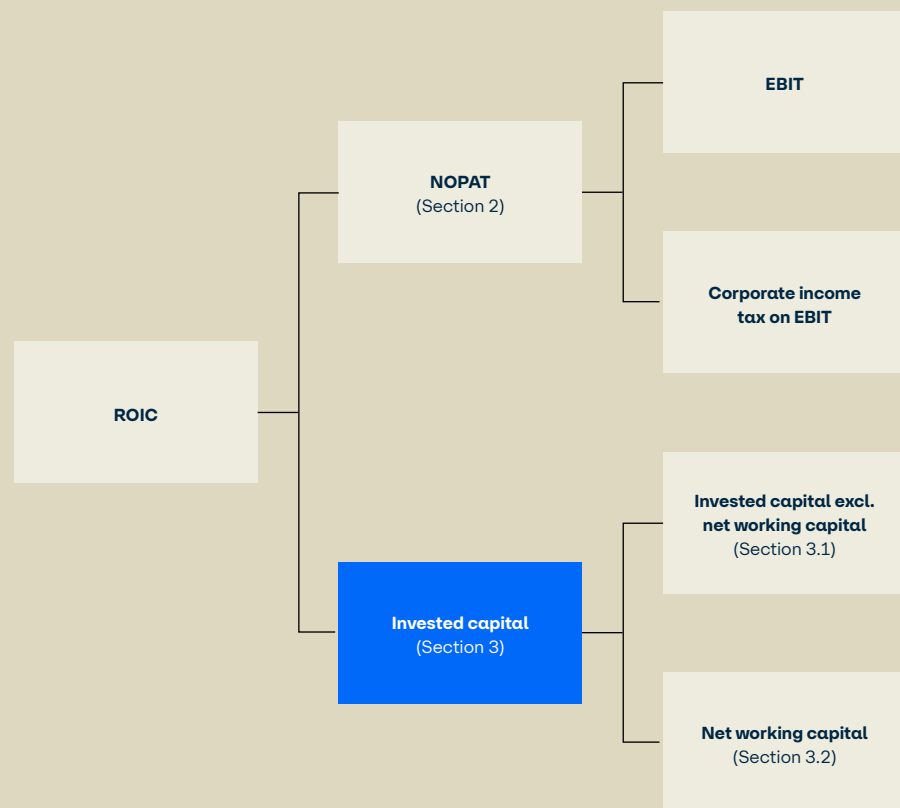 EBIT
NOPAT
(Section 2)
Corporate income
tax on EBIT
ROIC
Invested capital excl.
net working capital
(Section 3.1)
Invested capital
(Section 3)
Net working capital
(Section 3.2)